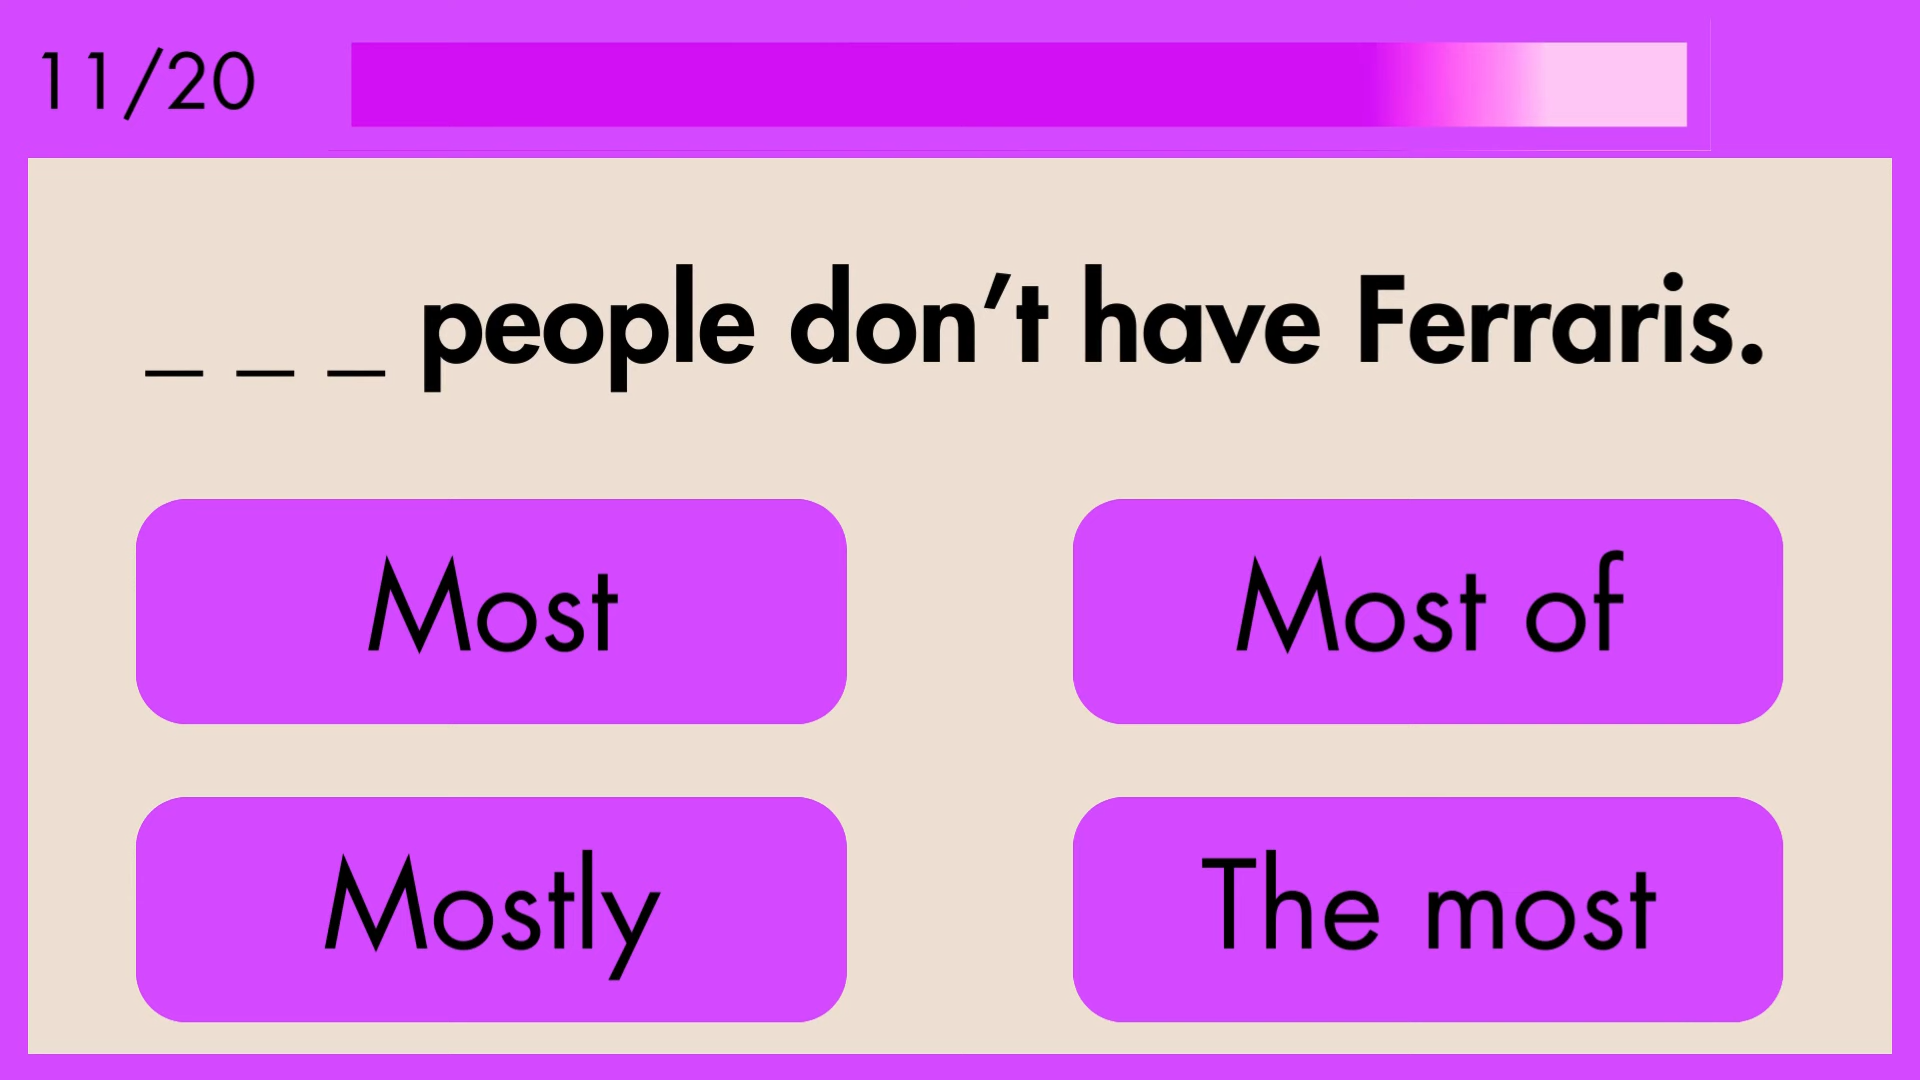 11/20
_ _ _ people don’t have Ferraris.
Most
Most of
Mostly
The most